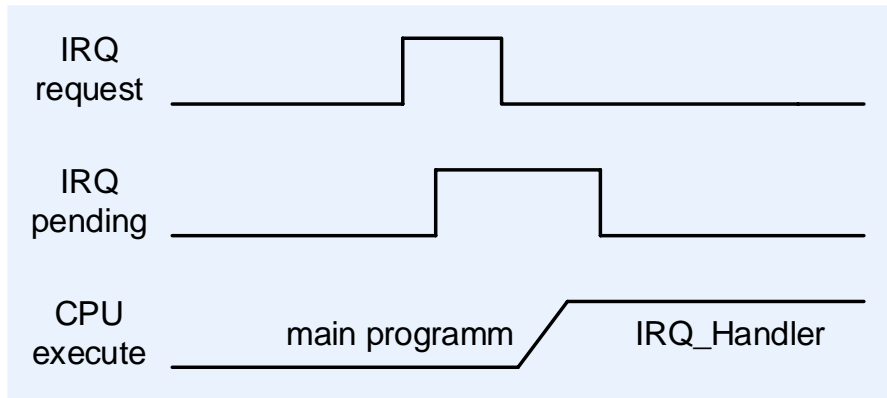 IRQ
request
IRQ
pending
CPU
execute
main programm
IRQ_Handler